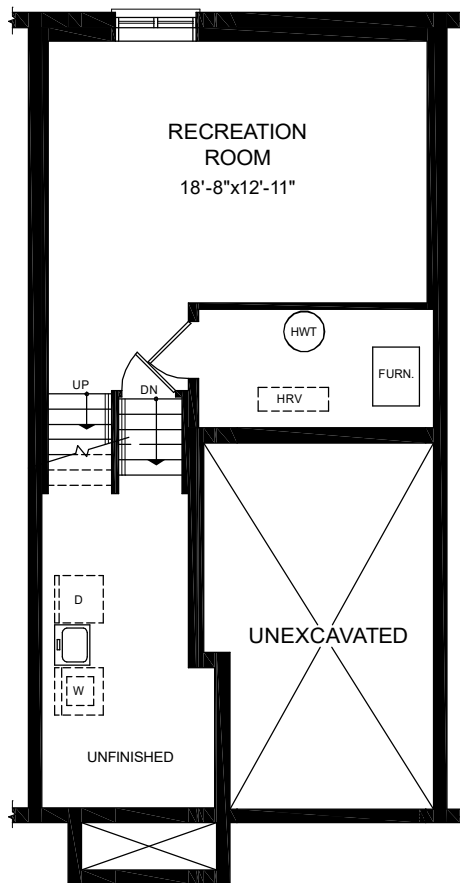 RECREATION
ROOM
18'-8"x12'-11"
HWT
FURN.
HRV
UP
DN
D
UNEXCAVATED
W
UNFINISHED